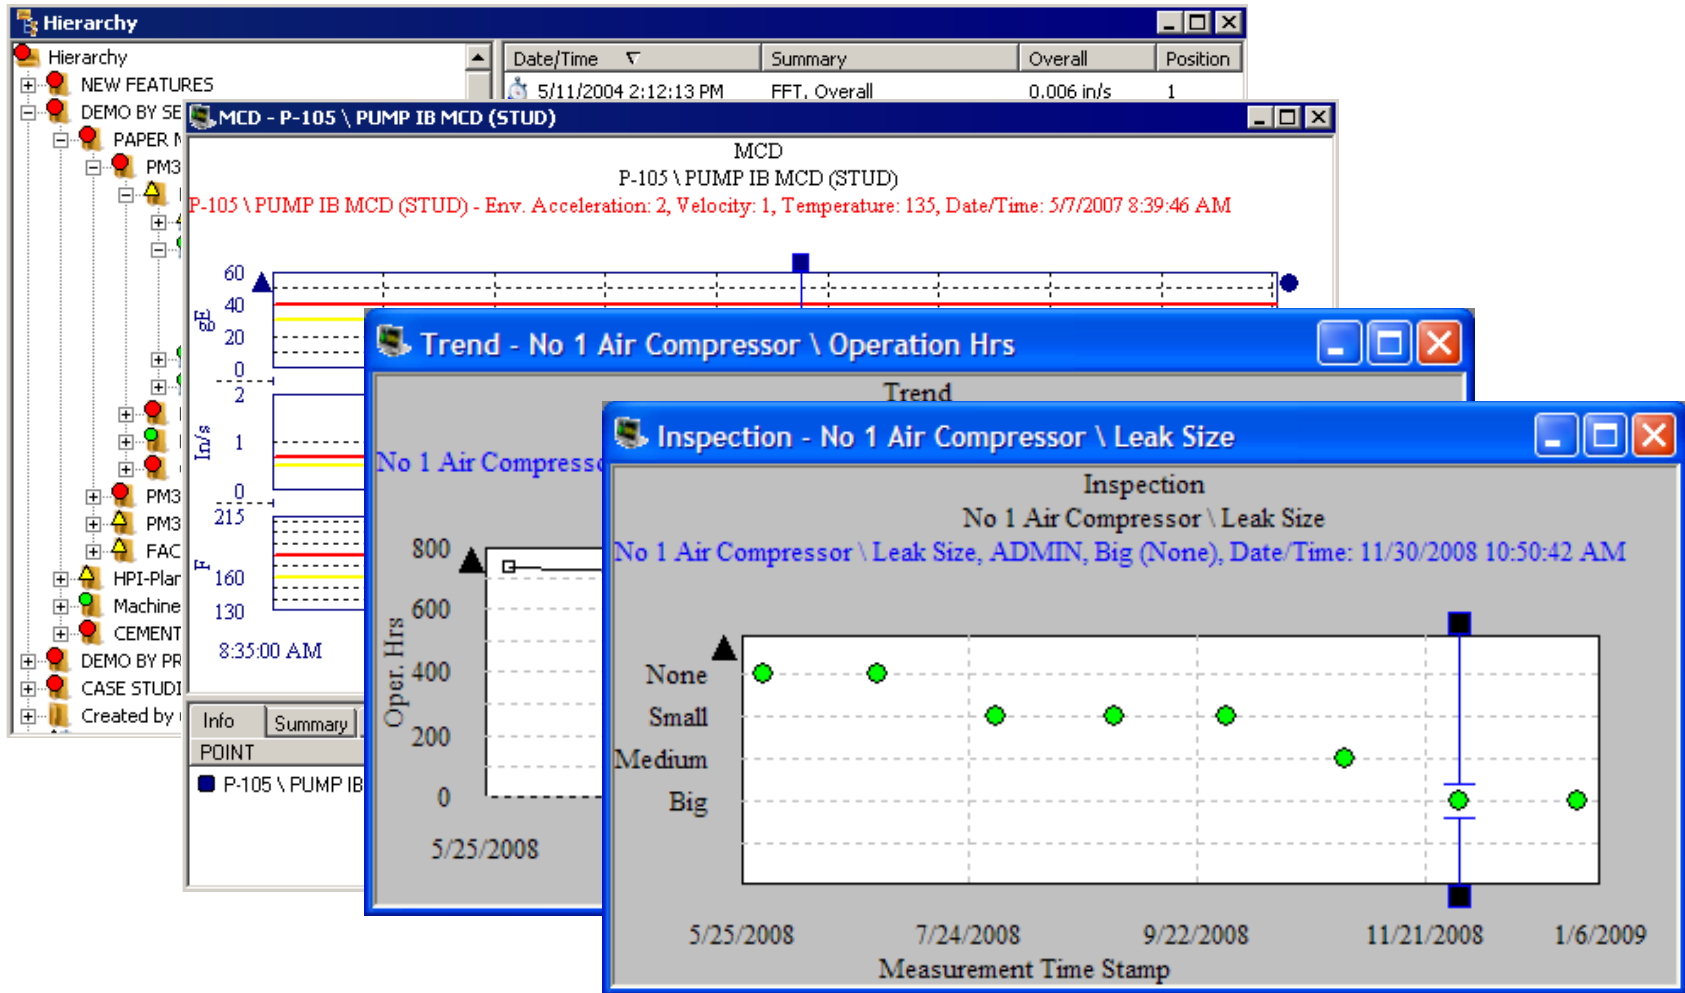 Hierarchy
Hierarchy
NEW FEATURES
DEMO BY SE
PAPER M
PM3
PM3
PM3
FAC
HPI-Plar
Machine
CEMENT
DEMO BY PR
CASE STUDI
Created by
Date/Time Summary Overall Position
5/11/2004 2:12:13 PM FFT, Overall 0.006 in/s 1
MCD - P-105 \ PUMP IB MCD (STUD)
MCD
P-105 \ PUMP IB MCD (STUD)
P-105 \ PUMP IB MCD (STUD) - Env. Acceleration: 2, Velocity: 1, Temperature: 135, Date/Time: 5/7/2007 8:39:46 AM
60
40
gE
20
0
2
In/s
1
0
215
F
160
130
8:35:00 AM
Info Summary
POINT
P-105 \ PUMP IB
Trend - No 1 Air Compressor \ Operation Hrs
Trend
No 1 Air Compresso
800
600
Oper. Hrs
400
200
0
5/25/2008
Inspection - No 1 Air Compressor \ Leak Size
Inspection
No 1 Air Compressor \ Leak Size
No 1 Air Compressor \ Leak Size, ADMIN, Big (None), Date/Time: 11/30/2008 10:50:42 AM
None
Small
Medium
Big
5/25/2008 7/24/2008 9/22/2008 11/21/2008 1/6/2009
Measurement Time Stamp